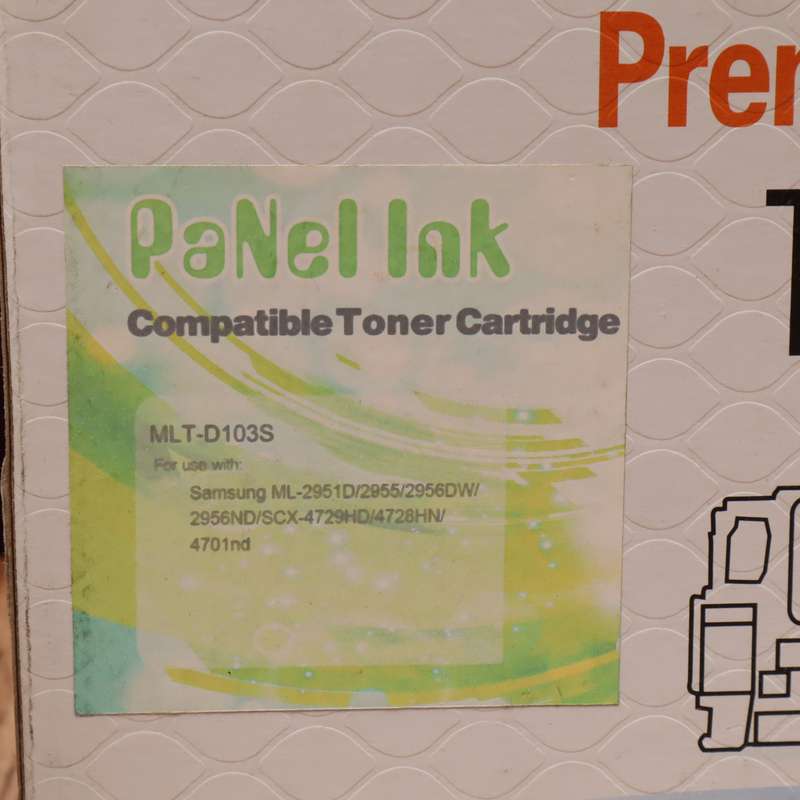 Prem
PaNel Ink
Compatible Toner Cartridge
MLT-D103S
For use with:
Samsung ML-2951D/2955/2956DW/
2956ND/SCX-4729HD/4728HN/
4701nd